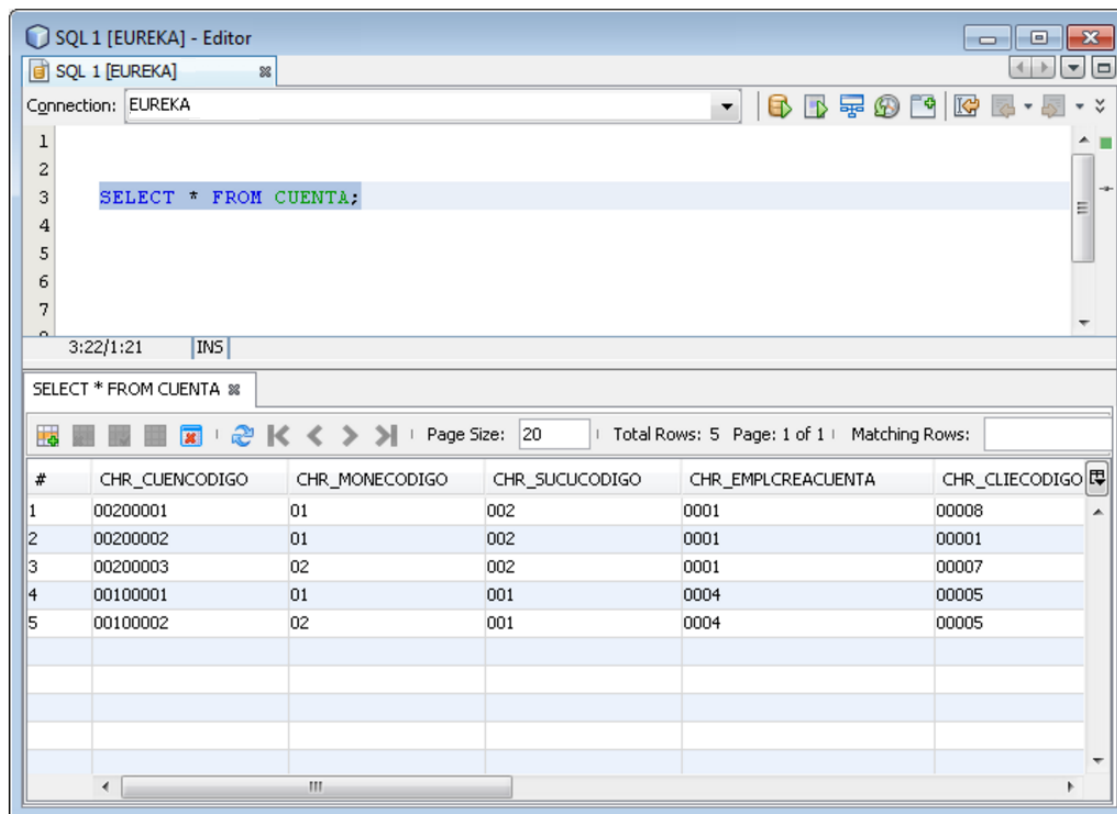 SQL 1 [EUREKA] - Editor
SQL 1 [EUREKA]
Connection: EUREKA
1
2
3 SELECT * FROM CUENTA;
4
5
6
7
3:22/1:21 INS
SELECT * FROM CUENTA
Page Size: 20 Total Rows: 5 Page: 1 of 1 Matching Rows:
# CHR_CUENCODIGO CHR_MONECODIGO CHR_SUCUCODIGO CHR_EMPLCREACUENTA CHR_CLIECODIGO
1 00200001 01 002 0001 00008
2 00200002 01 002 0001 00001
3 00200003 02 002 0001 00007
4 00100001 01 001 0004 00005
5 00100002 02 001 0004 00005